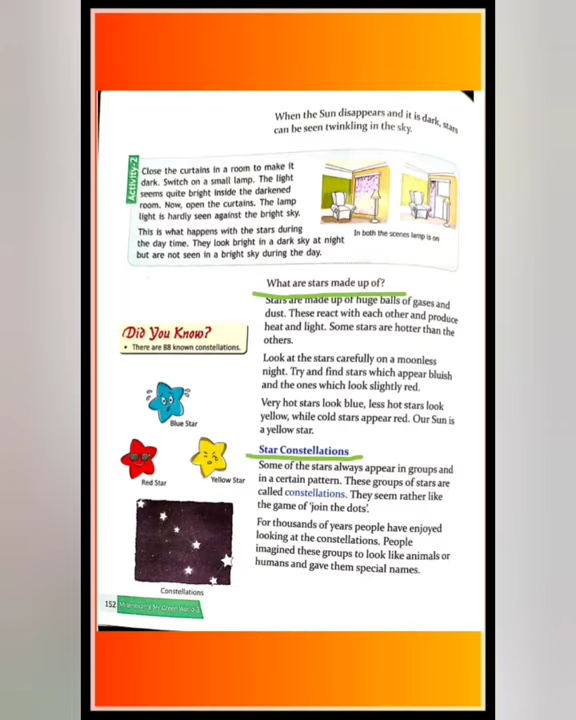 When the Sun disappears and it is dark, stars
can be seen twinkling in the sky.
Activity-2
Close the curtains in a room to make it
dark. Switch on a small lamp. The light
seems quite bright inside the darkened
room. Now, open the curtains. The lamp
light is hardly seen against the bright sky.
This is what happens with the stars during
the day time. They look bright in a dark sky at night
but are not seen in a bright sky during the day.
In both the scenes lamp is on
What are stars made up of?
Stars are made up of huge balls of gases and
dust. These react with each other and produce
heat and light. Some stars are hotter than the
others.
Did You Know?
• There are 88 known constellations.
Look at the stars carefully on a moonless
night. Try and find stars which appear bluish
and the ones which look slightly red.
Very hot stars look blue, less hot stars look
yellow, while cold stars appear red. Our Sun is
a yellow star.
Blue Star
Red Star
Yellow Star
Star Constellations
Some of the stars always appear in groups and
in a certain pattern. These groups of stars are
called constellations. They seem rather like
the game of 'join the dots'.
For thousands of years people have enjoyed
looking at the constellations. People
imagined these groups to look like animals or
humans and gave them special names.
Constellations
152
My Green World-3